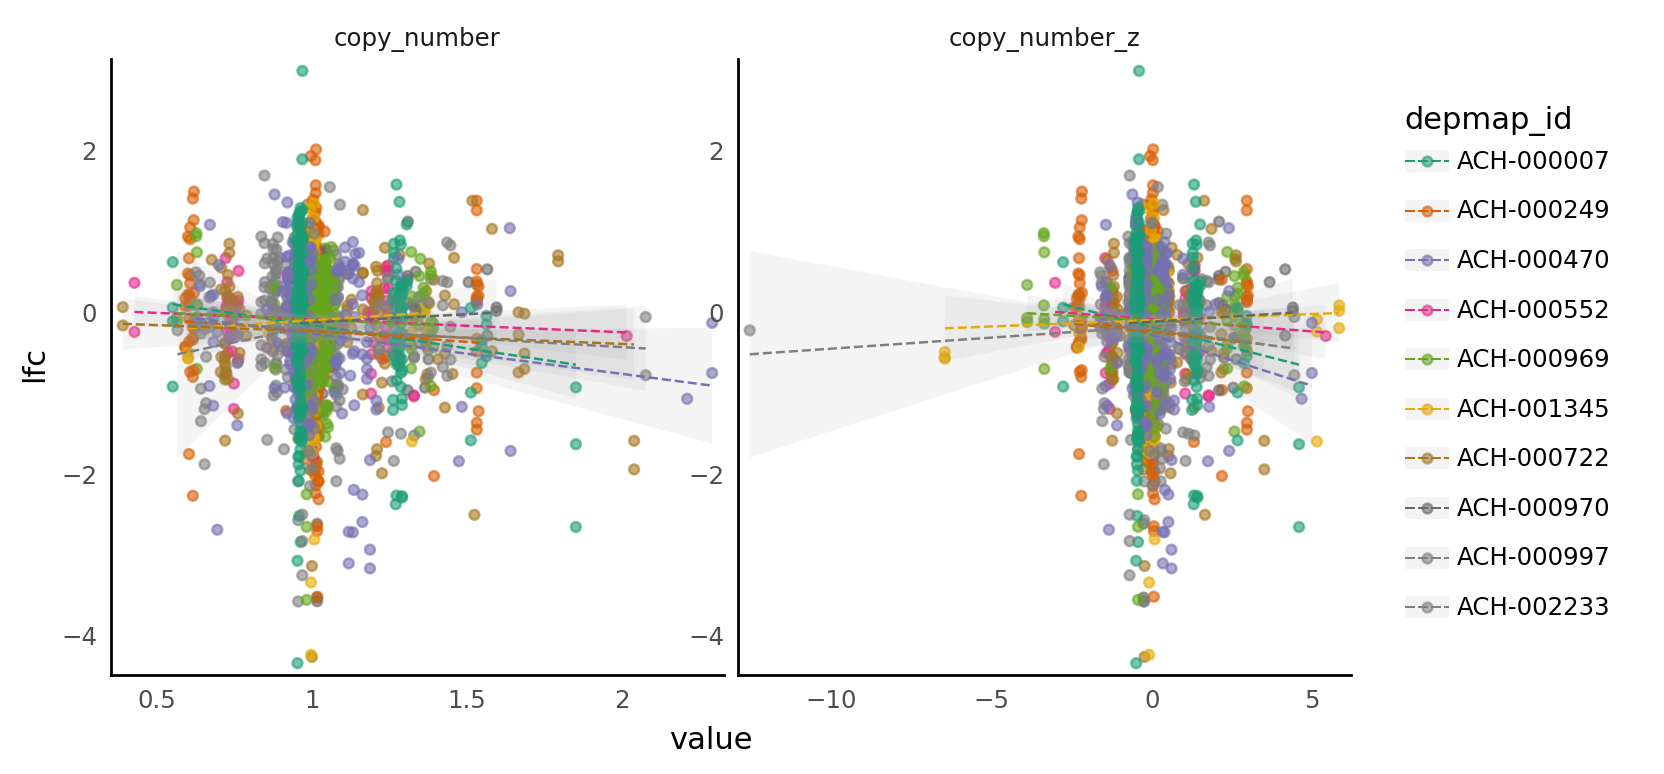 copy_number
copy_number_z
lfc
2
0
−2
−4
2
0
−2
−4
0.5
1
1.5
2
−10
−5
0
5
value
depmap_id
ACH-000007
ACH-000249
ACH-000470
ACH-000552
ACH-000969
ACH-001345
ACH-000722
ACH-000970
ACH-000997
ACH-002233